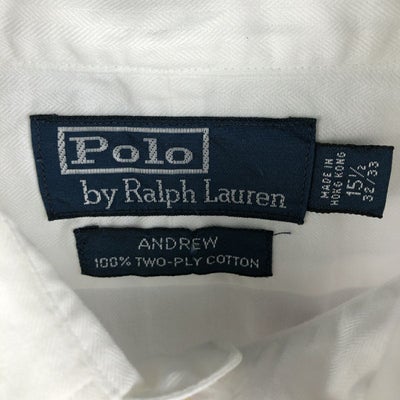 Polo
by Ralph Lauren
MADE IN
HONG KONG
15 ½
32/33
ANDREW
100% TWO-PLY COTTON